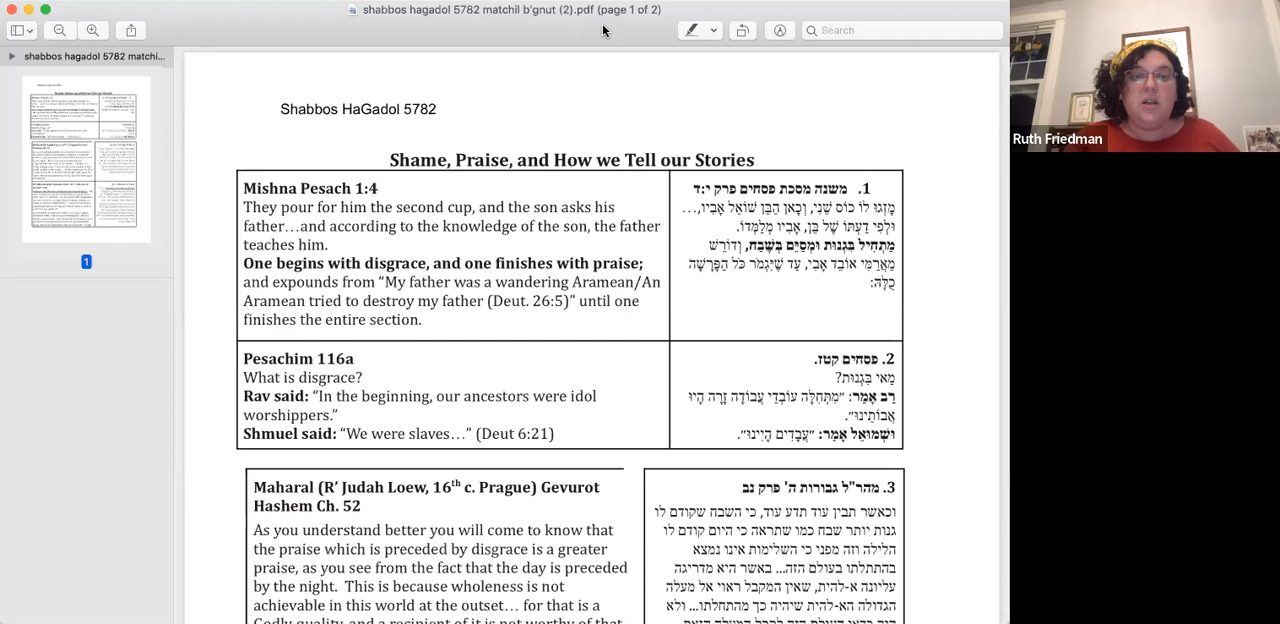 shabbos hagadol 5782 matchil b'gnut (2).pdf (page 1 of 2)
Search
shabbos hagadol 5782 matchi...
1
Shabbos HaGadol 5782
Shame, Praise, and How we Tell our Stories
Mishna Pesach 1:4
They pour for him the second cup, and the son asks his
father…and according to the knowledge of the son, the father
teaches him.
One begins with disgrace, and one finishes with praise;
and expounds from “My father was a wandering Aramean/An
Aramean tried to destroy my father (Deut. 26:5)” until one
finishes the entire section.
1. משנה מסכת פסחים פרק י:ד
מָזְגוּ לוֹ כוֹס שֵׁנִי, וְכָאן הַבֵּן שׁוֹאֵל אָבִיו,…
וּלְפִי דַעְתּוֹ שֶׁל בֵּן, אָבִיו מְלַמְּדוֹ.
מַתְחִיל בִּגְנוּת וּמְסַיֵּם בְּשֶׁבַח, וְדוֹרֵשׁ
מֵאֲרַמִּי אוֹבֵד אָבִי, עַד שֶׁיִּגְמֹר כֹּל הַפָּרָשָׁה
כֻלָּהּ:
Pesachim 116a
What is disgrace?
Rav said: “In the beginning, our ancestors were idol
worshippers.”
Shmuel said: “We were slaves…” (Deut 6:21)
2. פסחים קטז.
מַאי בִּגְנוּת?
רַב אָמַר: ״מִתְּחִלָּה עוֹבְדֵי עֲבוֹדָה זָרָה הָיוּ
אֲבוֹתֵינוּ״.
וּשְׁמוּאֵל אָמַר: ״עֲבָדִים הָיִינוּ״.
Maharal (R’ Judah Loew, 16th c. Prague) Gevurot
Hashem Ch. 52
As you understand better you will come to know that
the praise which is preceded by disgrace is a greater
praise, as you see from the fact that the day is preceded
by the night.  This is because wholeness is not
achievable in this world at the outset… for that is a
Godly quality, and a recipient of it is not worthy of that
3. מהר"ל גבורות ה' פרק נב
וכאשר תבין עוד תדע עוד, כי השבח שקודם לו
גנות יותר שבח כמו שתראה כי היום קודם לו
הלילה וזה מפני כי השלימות אינו נמצא
בהתחלתו בעולם הזה... באשר היא מדריגה
עליונה א-להית, שאין המקבל ראוי אל מעלה
הגדולה הא-להית שיהיה כך מהתחלתו... ולא
Ruth Friedman